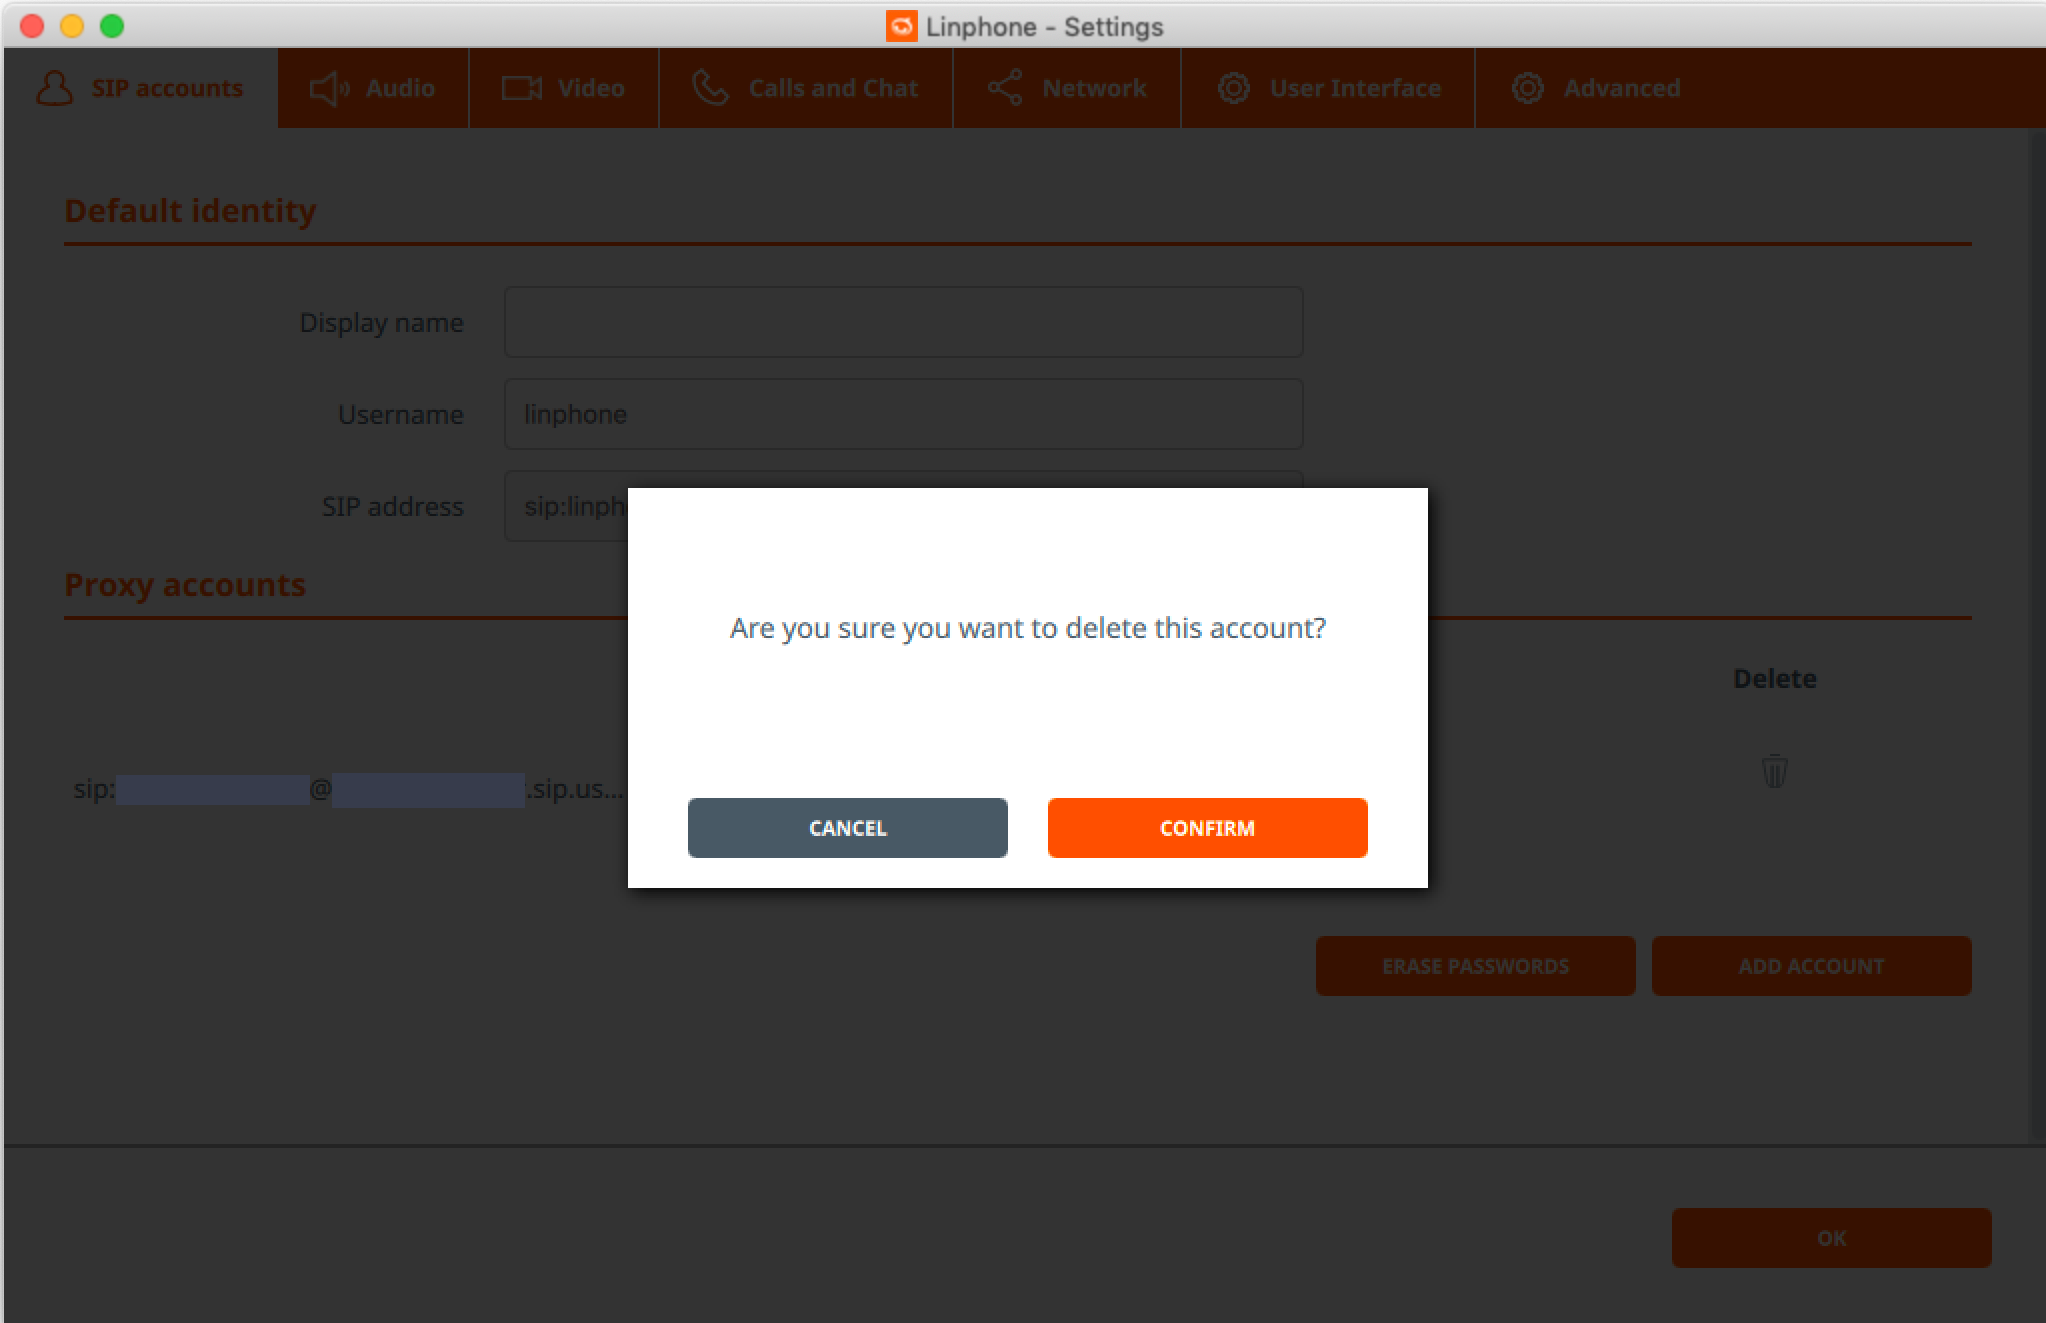 Linphone - Settings
SIP accounts Audio Video Calls and Chat Network User Interface Advanced
Default identity
Display name
Username linphone
SIP address sip:linph
Proxy accounts
Are you sure you want to delete this account?
Delete
sip: @ .sip.us...
CANCEL CONFIRM
ERASE PASSWORDS ADD ACCOUNT
OK